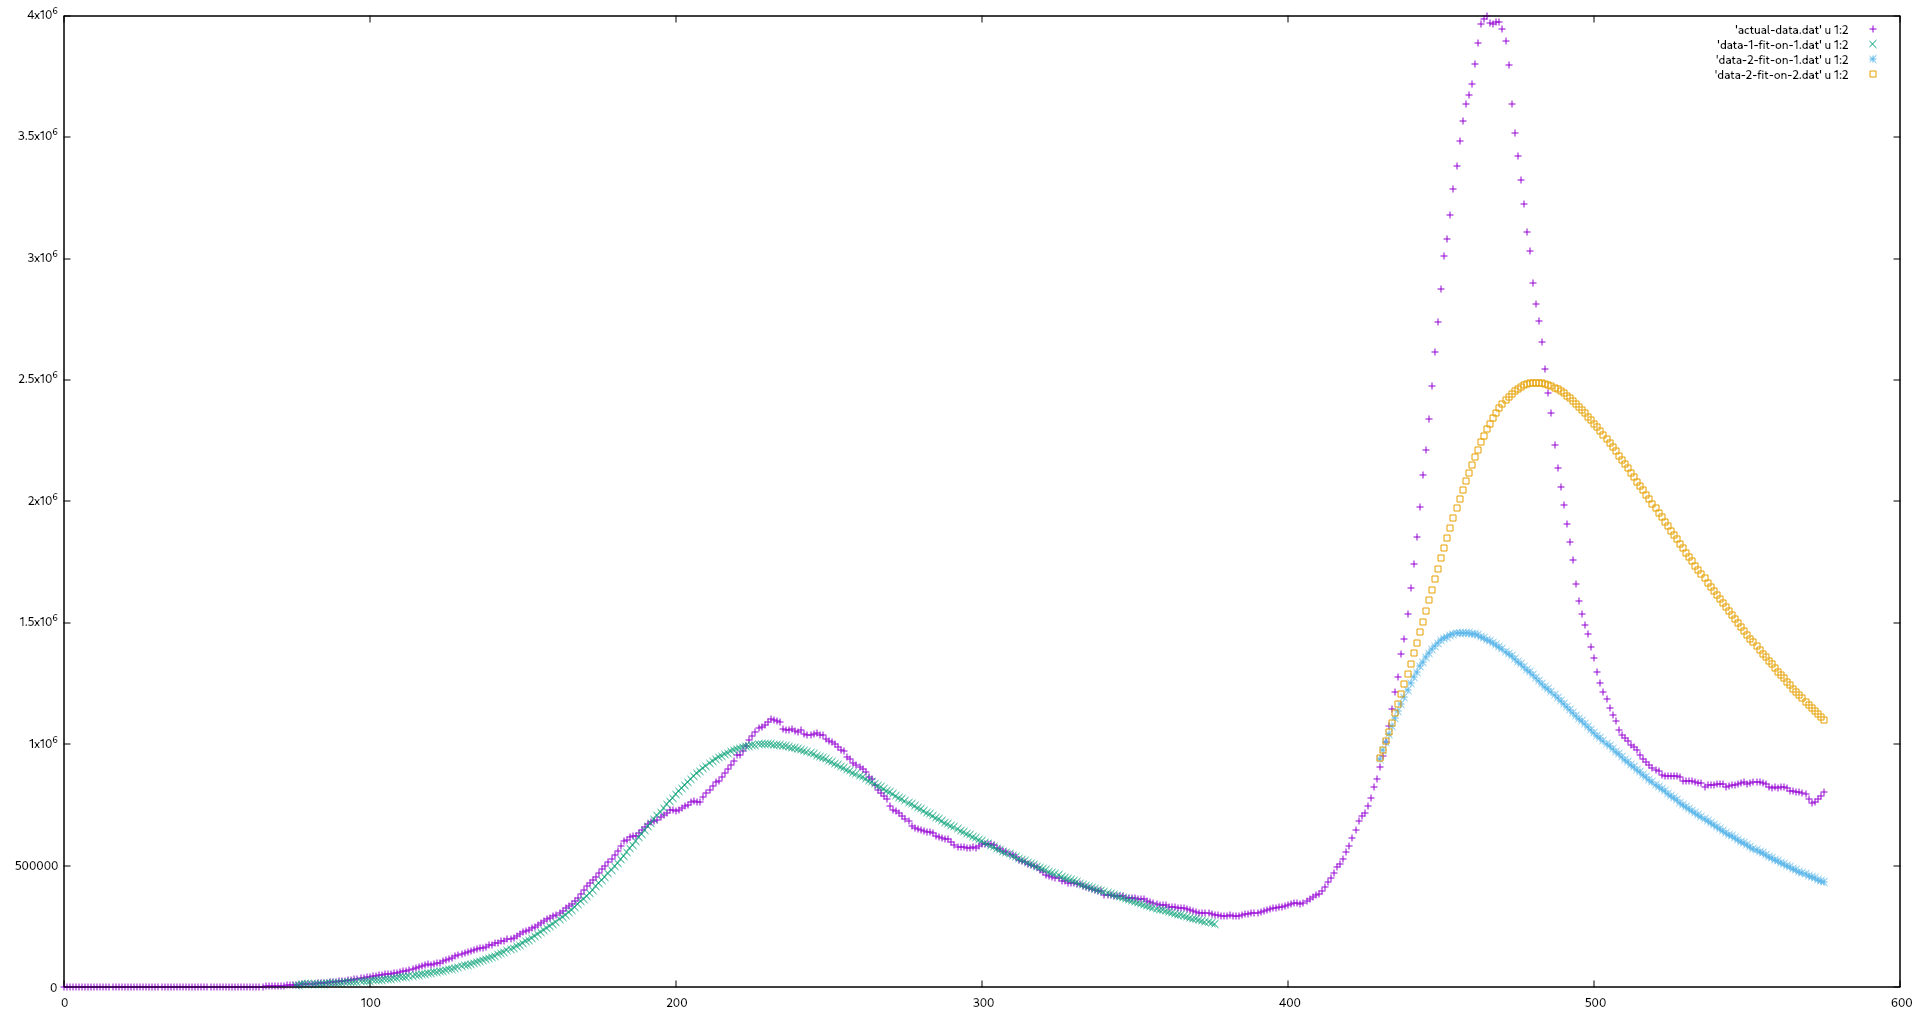 4x10⁶
3.5x10⁶
3x10⁶
2.5x10⁶
2x10⁶
1.5x10⁶
1x10⁶
500000
0
0 100 200 300 400 500 600
'actual-data.dat' u 1:2
'data-1-fit-on-1.dat' u 1:2
'data-2-fit-on-1.dat' u 1:2
'data-2-fit-on-2.dat' u 1:2